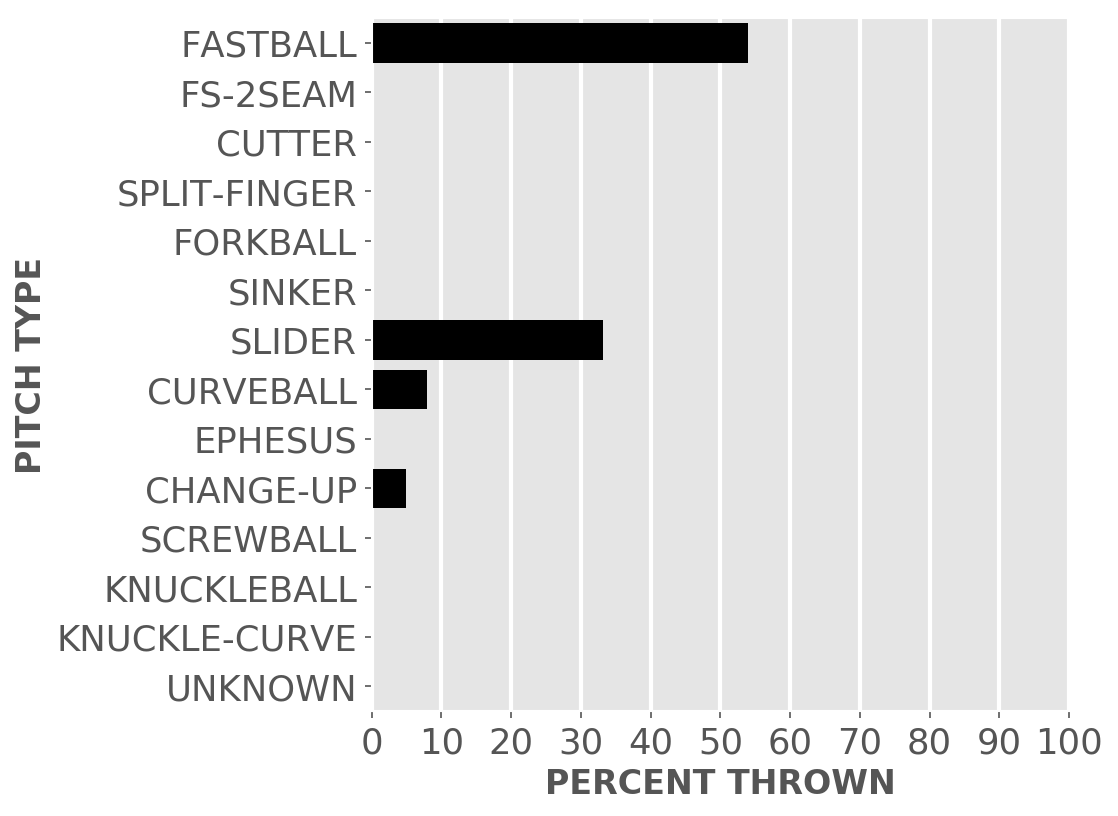 FASTBALL
FS-2SEAM
CUTTER
SPLIT-FINGER
FORKBALL
SINKER
SLIDER
CURVEBALL
EPHESUS
CHANGE-UP
SCREWBALL
KNUCKLEBALL
KNUCKLE-CURVE
UNKNOWN
PITCH TYPE
0 10 20 30 40 50 60 70 80 90 100
PERCENT THROWN